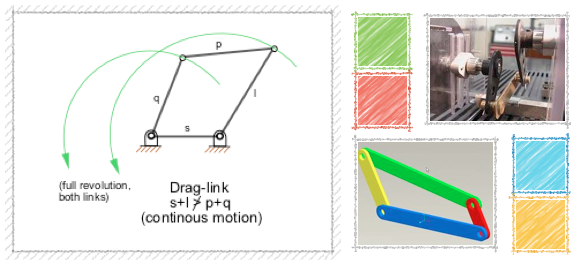 p
q
l
s
(full revolution,
both links)
Drag-link
s+l ≯ p+q
(continous motion)